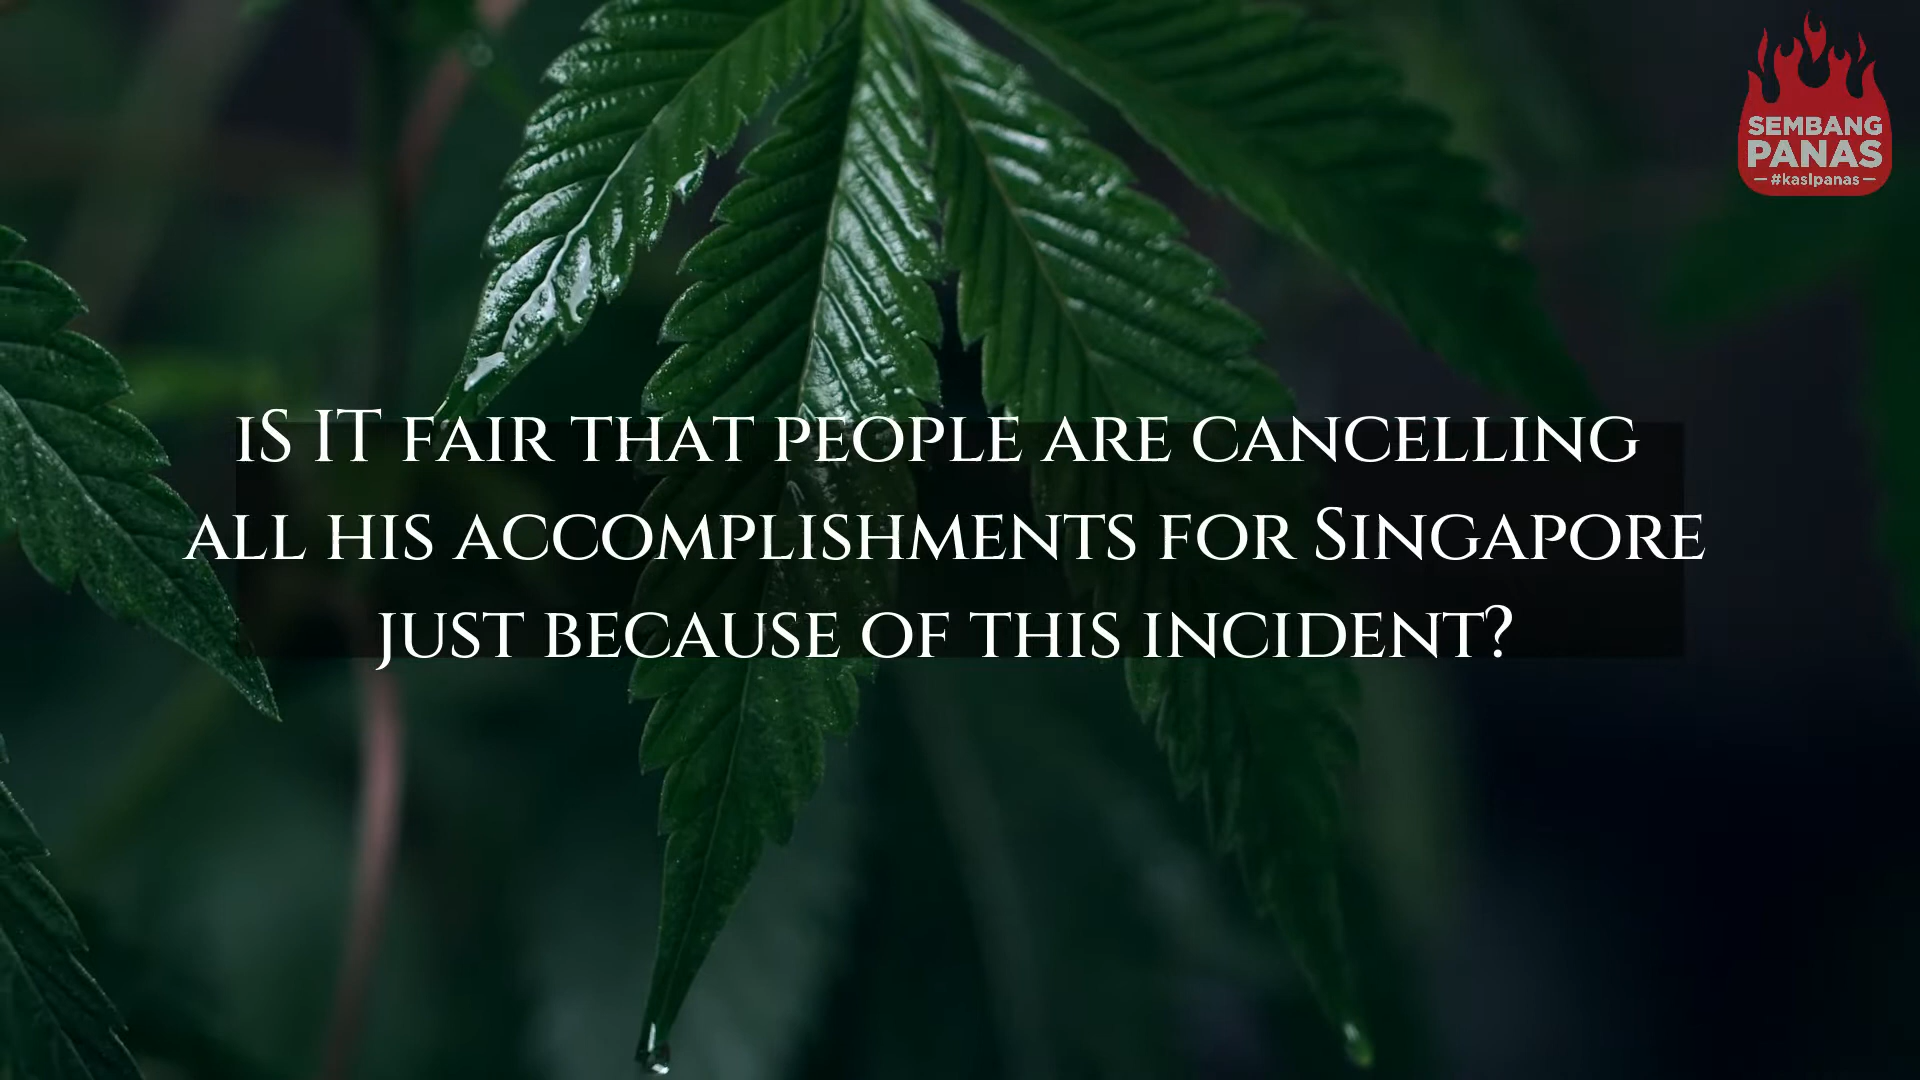 SEMBANG
PANAS
#kasipanas
iS IT fair that people are cancelling
all his accomplishments for Singapore
just because of this incident?